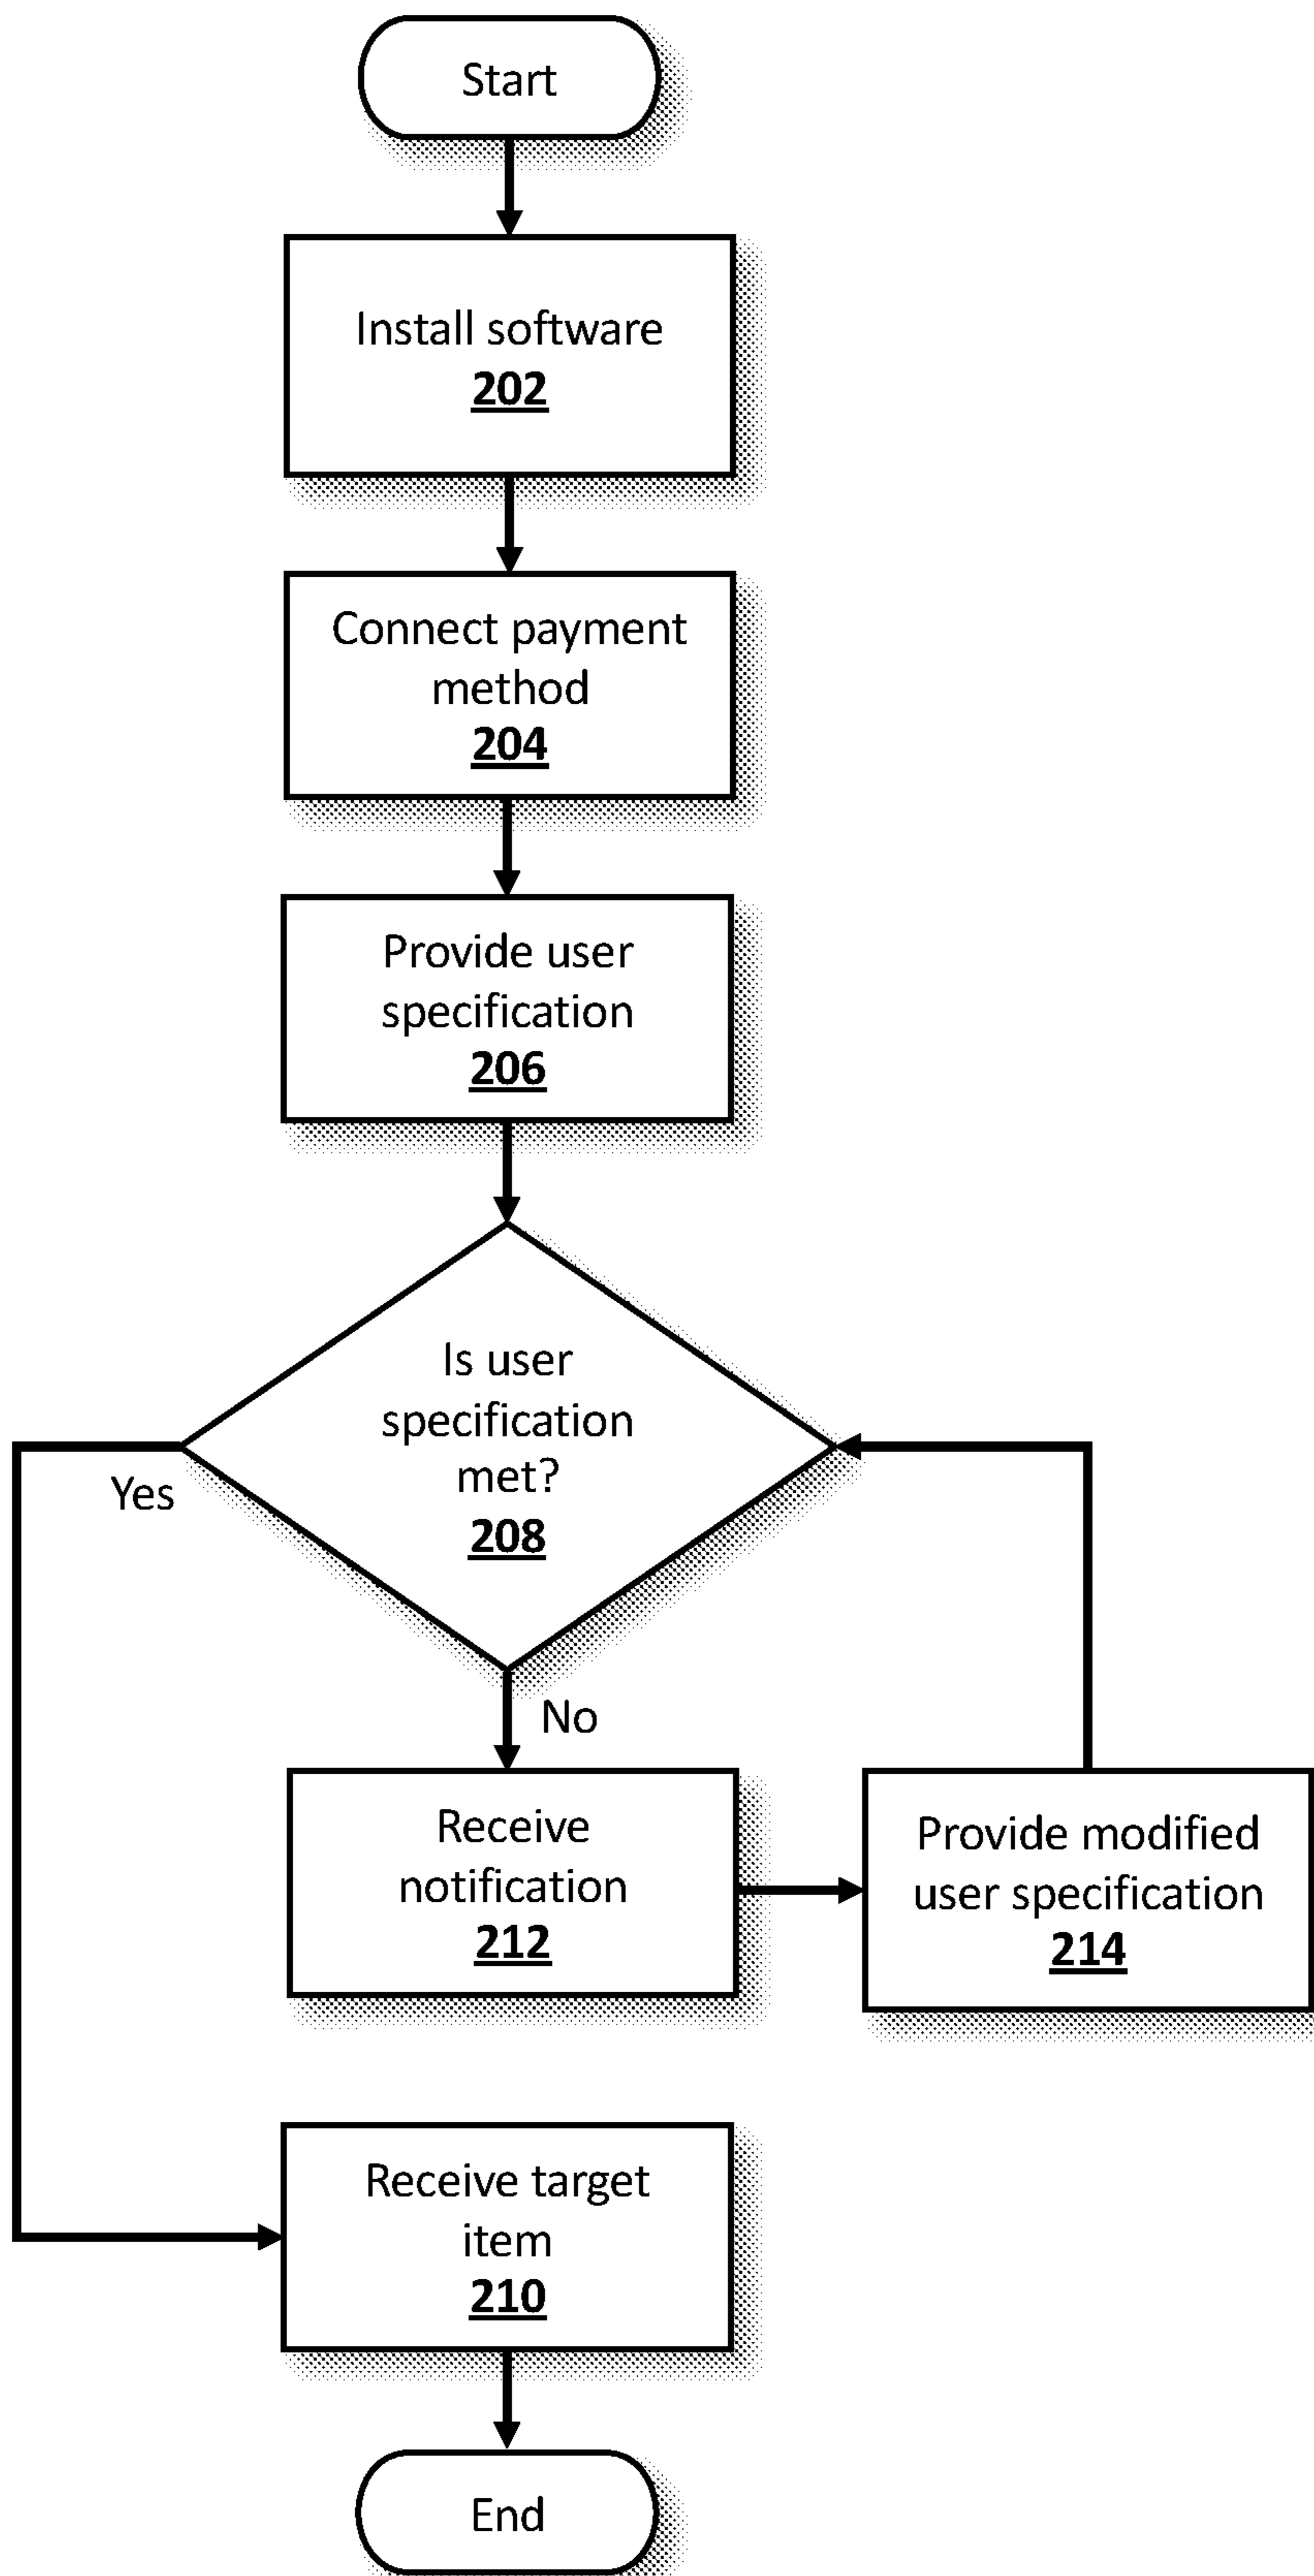 Start
Install software
202
Connect payment
method
204
Provide user
specification
206
Is user
specification
met?
208
Yes
No
Receive
notification
212
Provide modified
user specification
214
Receive target
item
210
End